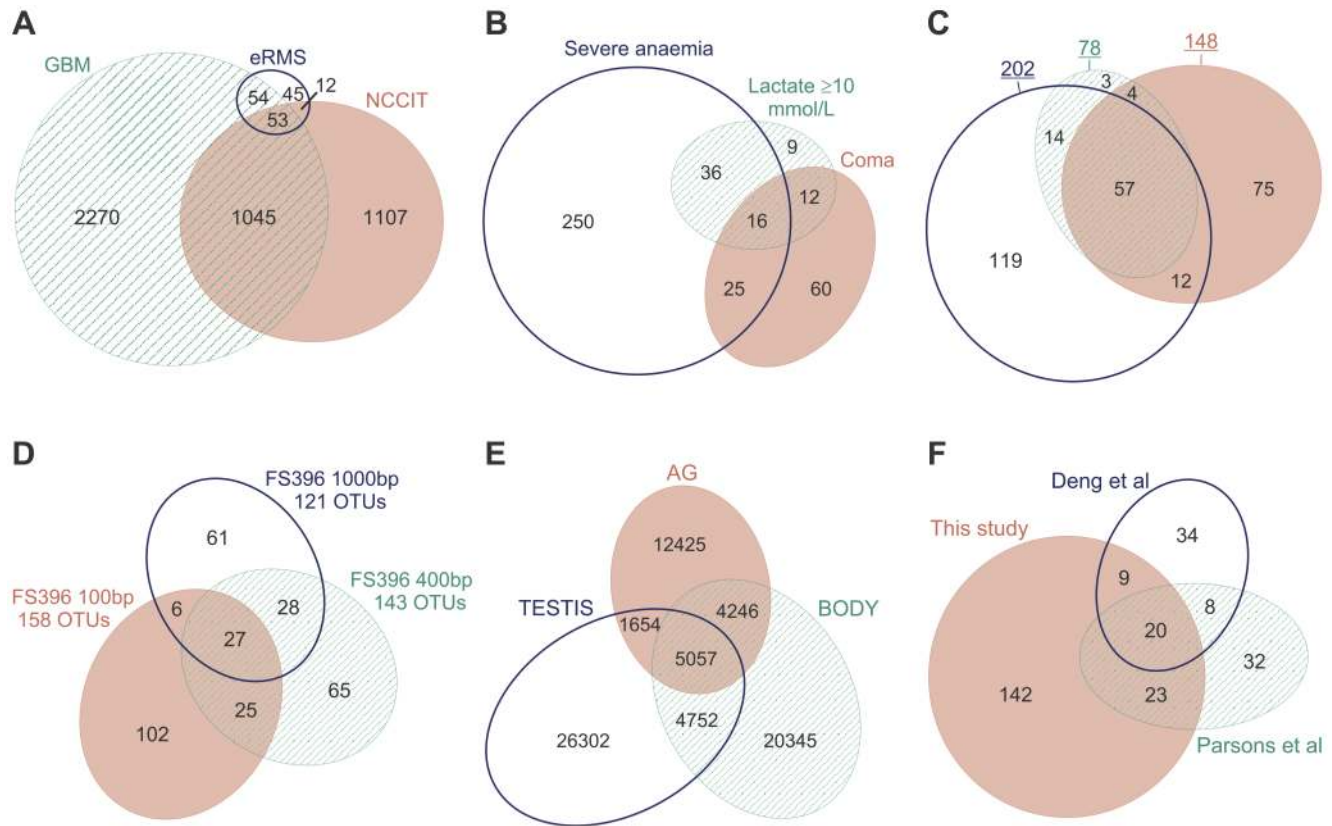 A
GBM
eRMS
54
45
12
53
NCCIT
2270
1045
1107
B
Severe anaemia
Lactate ≥10
mmol/L
36
9
Coma
12
16
250
25
60
C
202
78
148
3
4
14
57
75
119
12
D
FS396 1000bp
121 OTUs
61
FS396 100bp
158 OTUs
FS396 400bp
143 OTUs
6
28
27
65
25
102
E
AG
12425
TESTIS
BODY
4246
1654
5057
4752
26302
20345
F
Deng et al
This study
34
9
8
20
32
142
23
Parsons et al